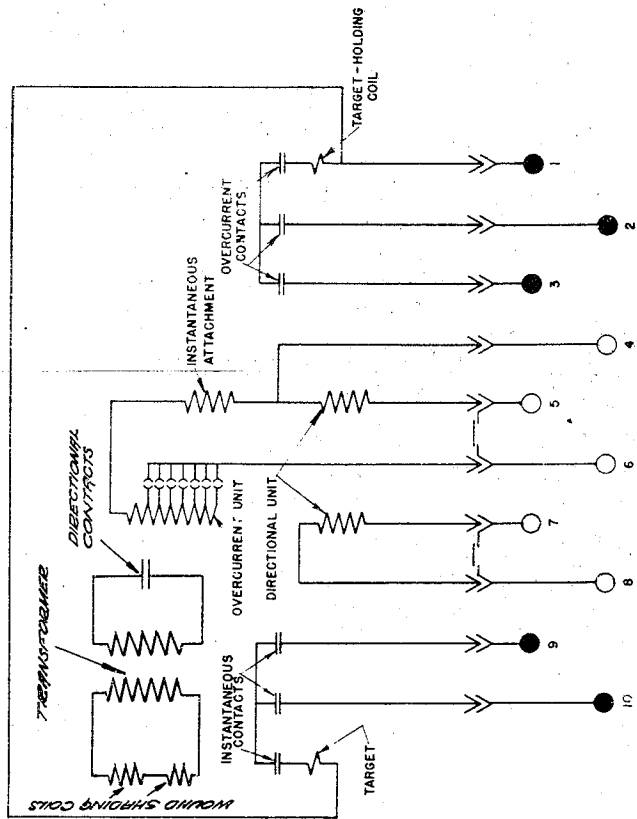 TARGET-HOLDING
COIL
OVERCURRENT
CONTACTS
INSTANTANEOUS
ATTACHMENT
DIRECTIONAL
CONTACTS
TRANSFORMER
OVERCURRENT UNIT
DIRECTIONAL UNIT
INSTANTANEOUS
CONTACTS
WOUND SHADING COILS
TARGET
1
2
3
4
5
6
7
8
9
10